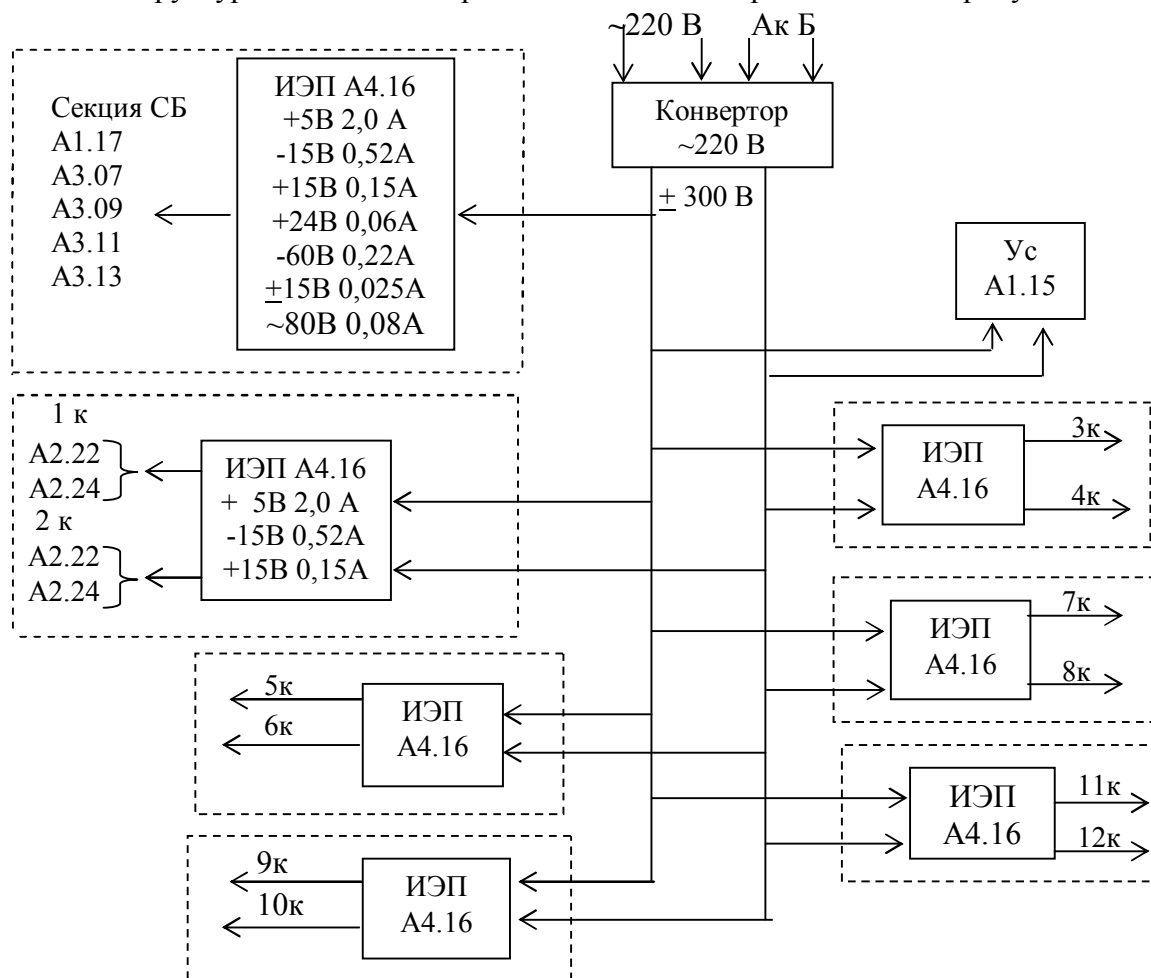 ~220 В Ак Б
Конвертор
~220 В
+ 300 В
Секция СБ
А1.17
А3.07
А3.09
А3.11
А3.13
ИЭП А4.16
+5В 2,0 А
-15В 0,52А
+15В 0,15А
+24В 0,06А
-60В 0,22А
+15В 0,025А
~80В 0,08А
Ус
А1.15
1 к
А2.22
А2.24
2 к
А2.22
А2.24
ИЭП А4.16
+ 5В 2,0 А
-15В 0,52А
+15В 0,15А
ИЭП
А4.16
3к
4к
ИЭП
А4.16
7к
8к
5к
6к
ИЭП
А4.16
ИЭП
А4.16
11к
12к
9к
10к
ИЭП
А4.16